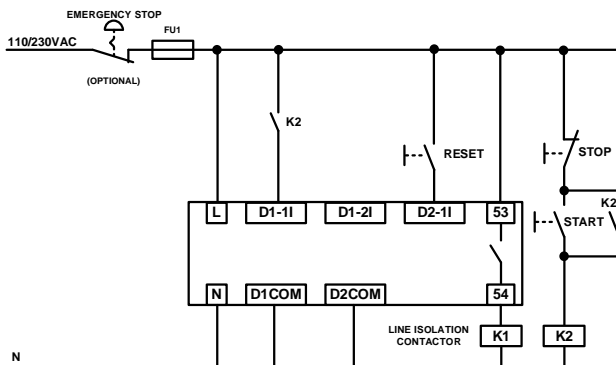 EMERGENCY STOP
110/230VAC
FU1
(OPTIONAL)
K2
RESET
STOP
K2
START
L
D1-1I
D1-2I
D2-1I
53
N
D1COM
D2COM
54
LINE ISOLATION
CONTACTOR
K1
K2
N